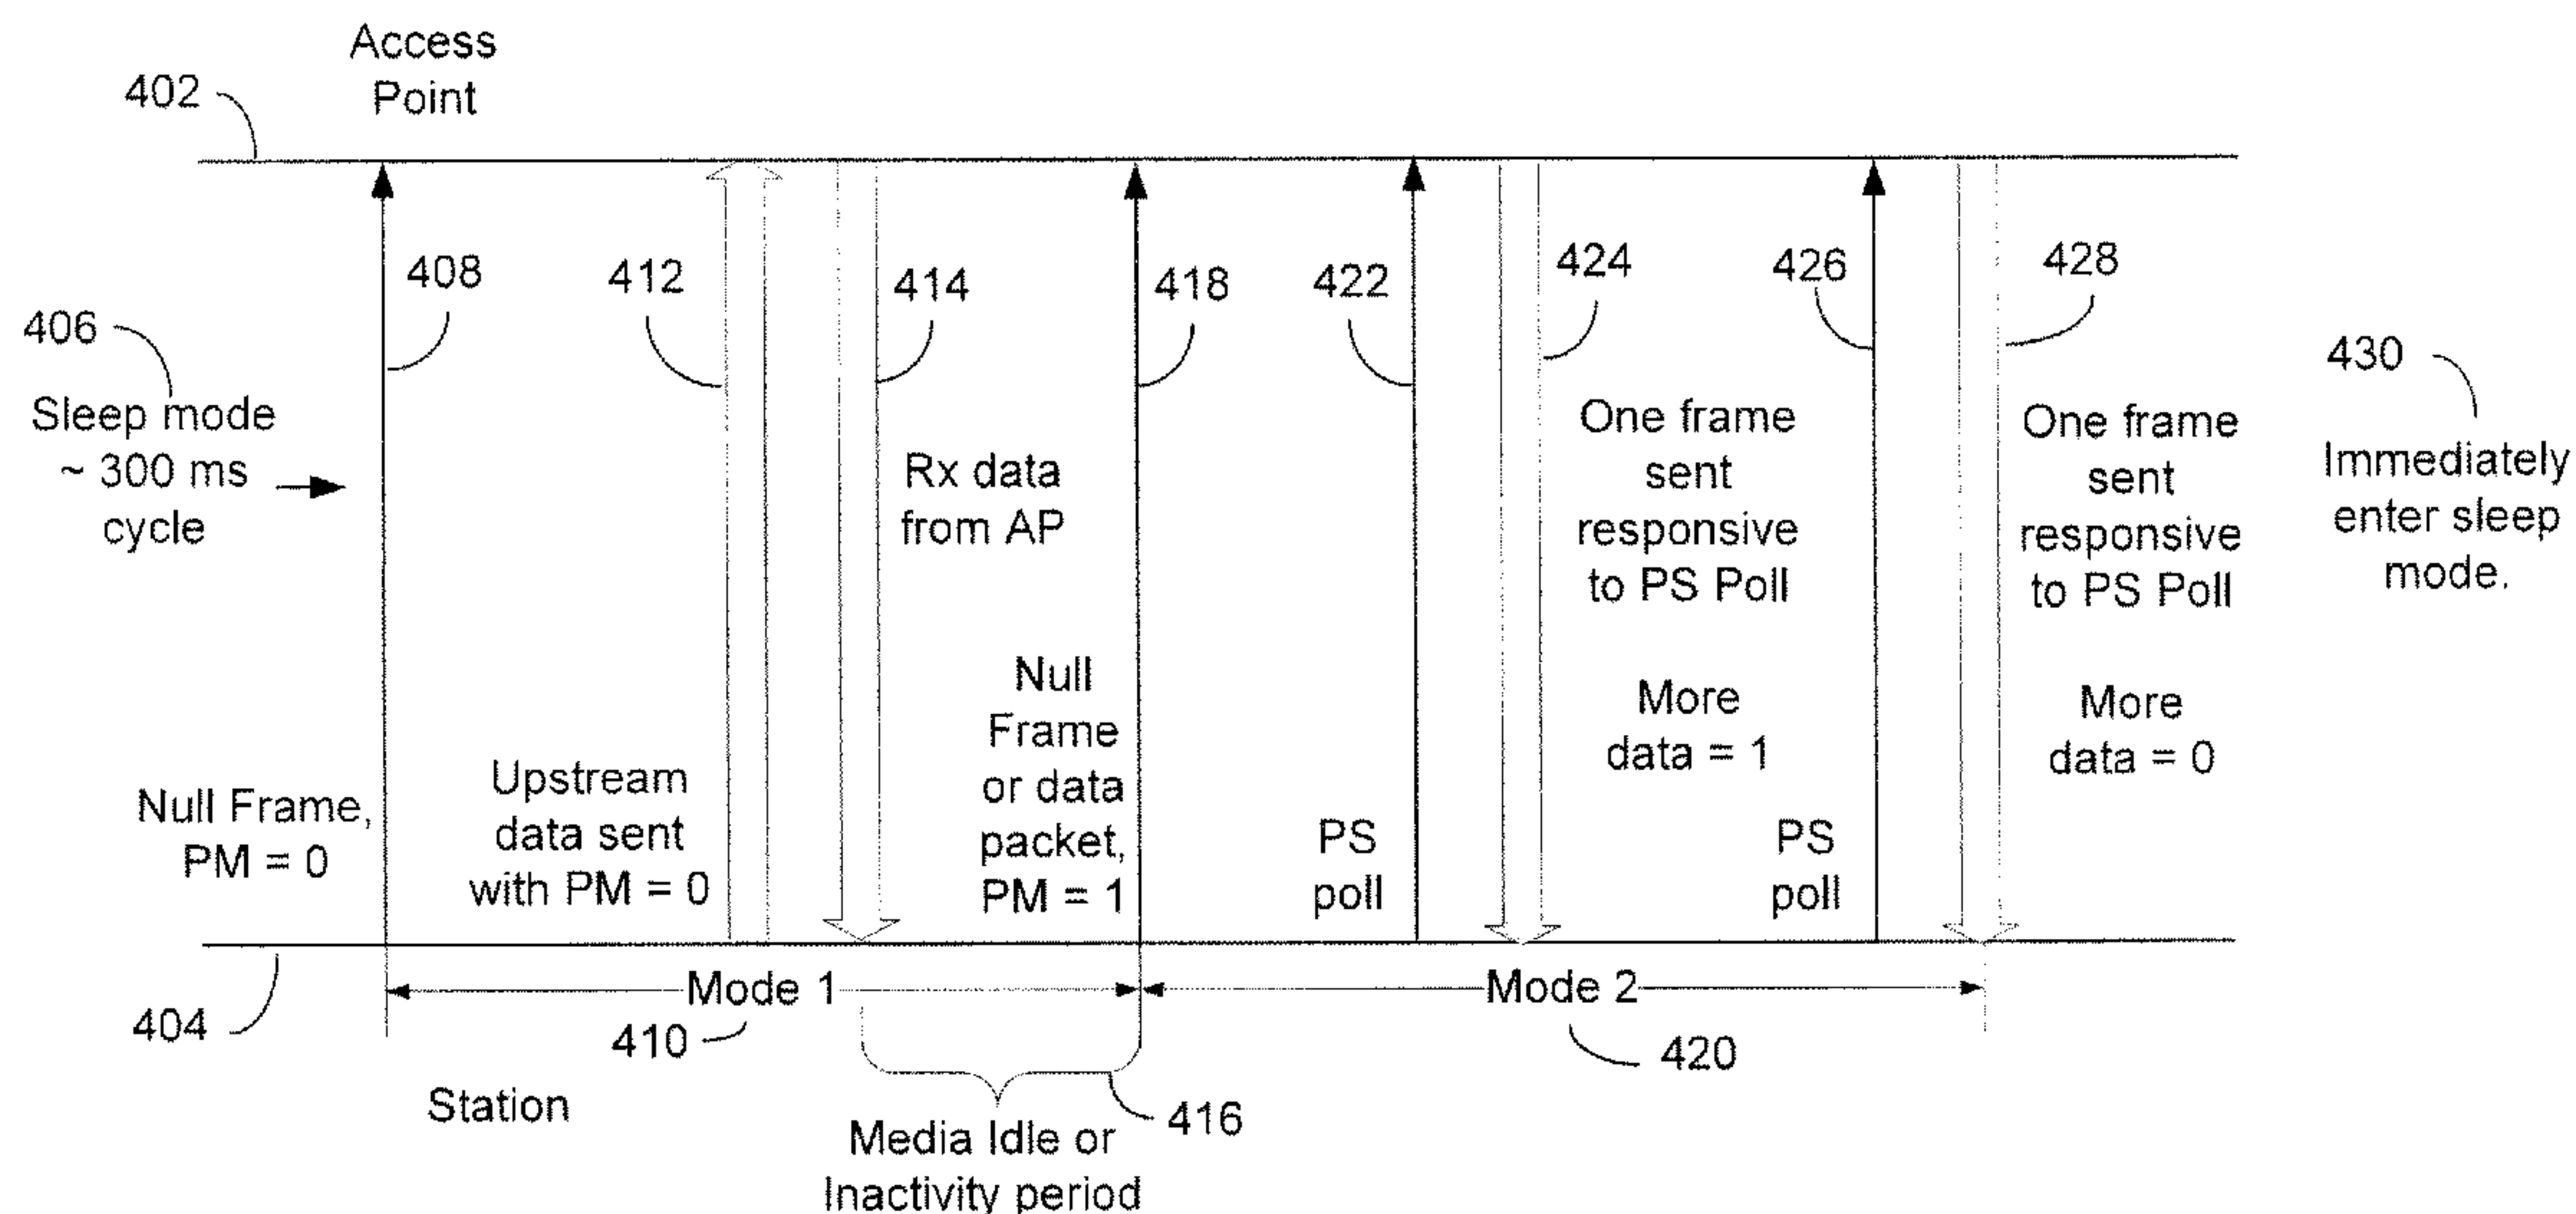 Access
Point
402
408
412
414
418
422
424
426
428
406
Sleep mode
~ 300 ms
cycle
430
Immediately
enter sleep
mode.
Rx data
from AP
One frame
sent
responsive
to PS Poll
More
data = 1
One frame
sent
responsive
to PS Poll
More
data = 0
Null Frame,
PM = 0
Upstream
data sent
with PM = 0
Null
Frame
or data
packet,
PM = 1
PS
poll
PS
poll
404
Mode 1
410
Mode 2
420
Station
416
Media Idle or
Inactivity period